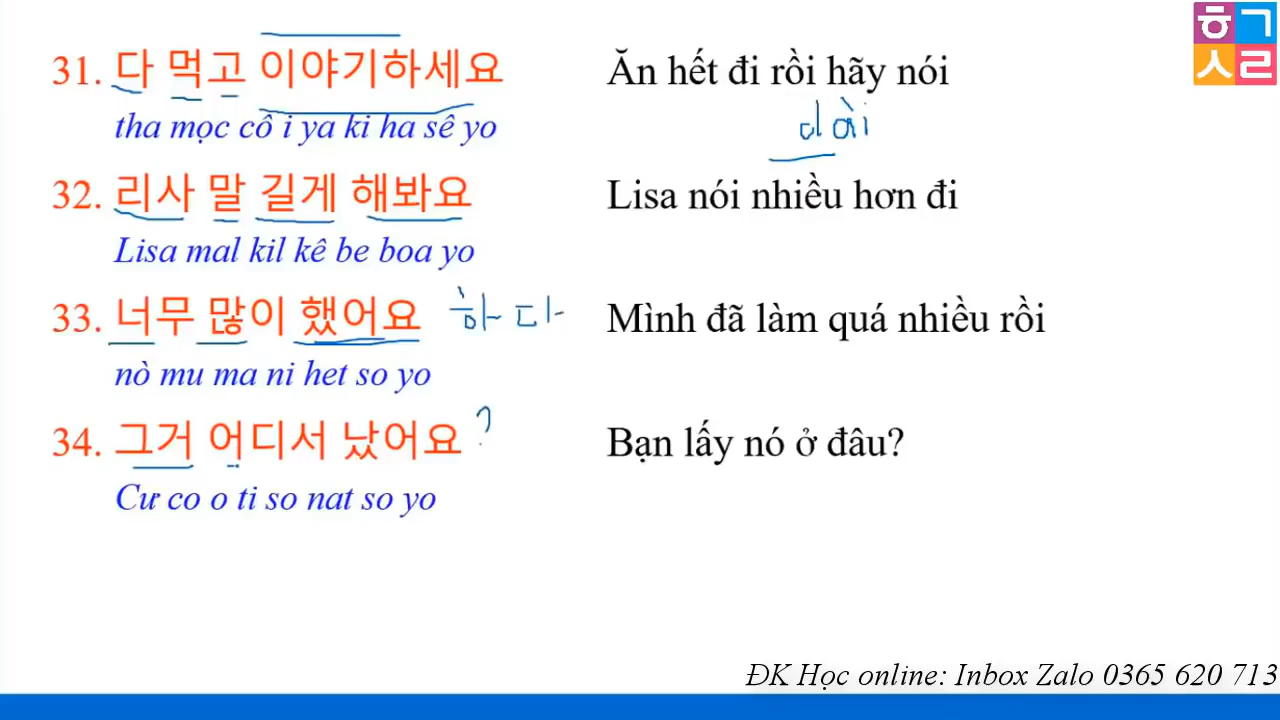 ㅎㄱ
ㅅㄹ
31. 다 먹고 이야기하세요 Ăn hết đi rồi hãy nói
tha mọc cô i ya ki ha sê yo dài
32. 리사 말 길게 해봐요 Lisa nói nhiều hơn đi
Lisa mal kil kê be boa yo
33. 너무 많이 했어요 하다 Mình đã làm quá nhiều rồi
nò mu ma ni het so yo
34. 그거 어디서 났어요 ? Bạn lấy nó ở đâu?
Cư co o ti so nat so yo
ĐK Học online: Inbox Zalo 0365 620 713